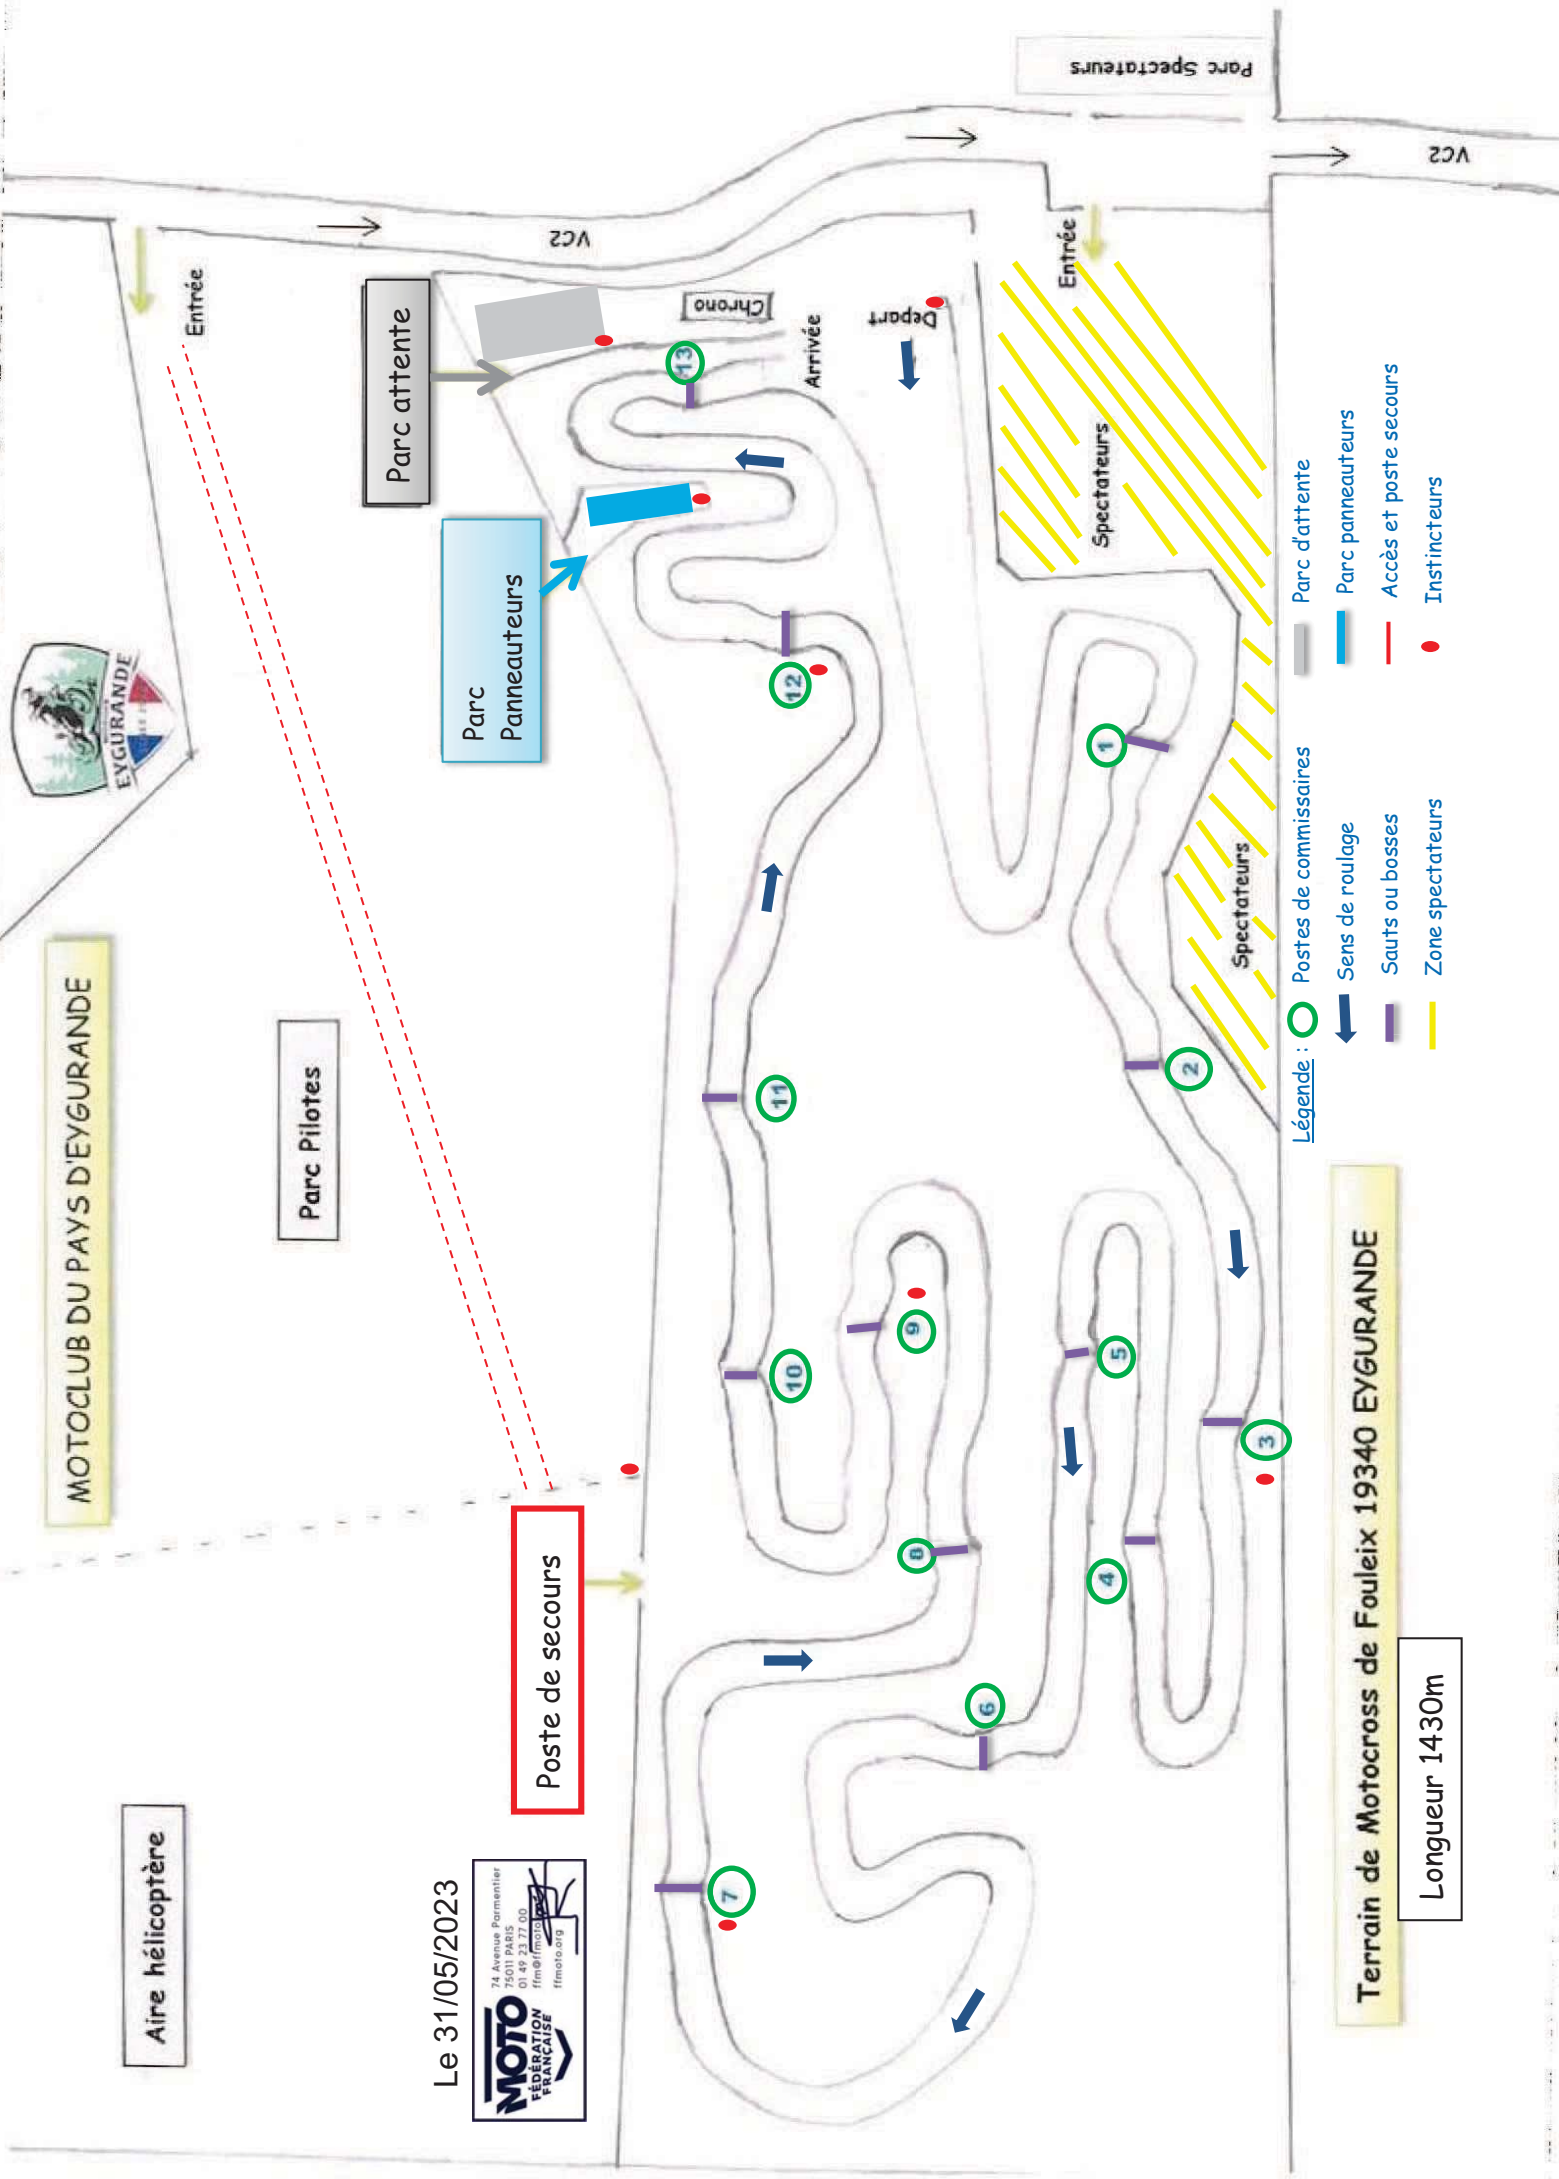 MOTOCLUB DU PAYS D'EYGURANDE
EYGURANDE
Aire hélicoptère
Parc Pilotes
Entrée
Le 31/05/2023
MOTO
FÉDÉRATION
FRANÇAISE
74 Avenue Parmentier
75011 PARIS
01 49 23 77 00
ffm@ffmoto
ffmoto.org
Poste de secours
Parc
Panneauteurs
Parc attente
VC2
Chrono
Arrivée
Depart
Entrée
Parc Spectateurs
VC2
Spectateurs
Spectateurs
1
2
3
4
5
6
7
8
9
10
11
12
13
Légende :
Postes de commissaires
Sens de roulage
Sauts ou bosses
Zone spectateurs
Parc d'attente
Parc panneauteurs
Accès et poste secours
Instincteurs
Terrain de Motocross de Fouleix 19340 EYGURANDE
Longueur 1430m